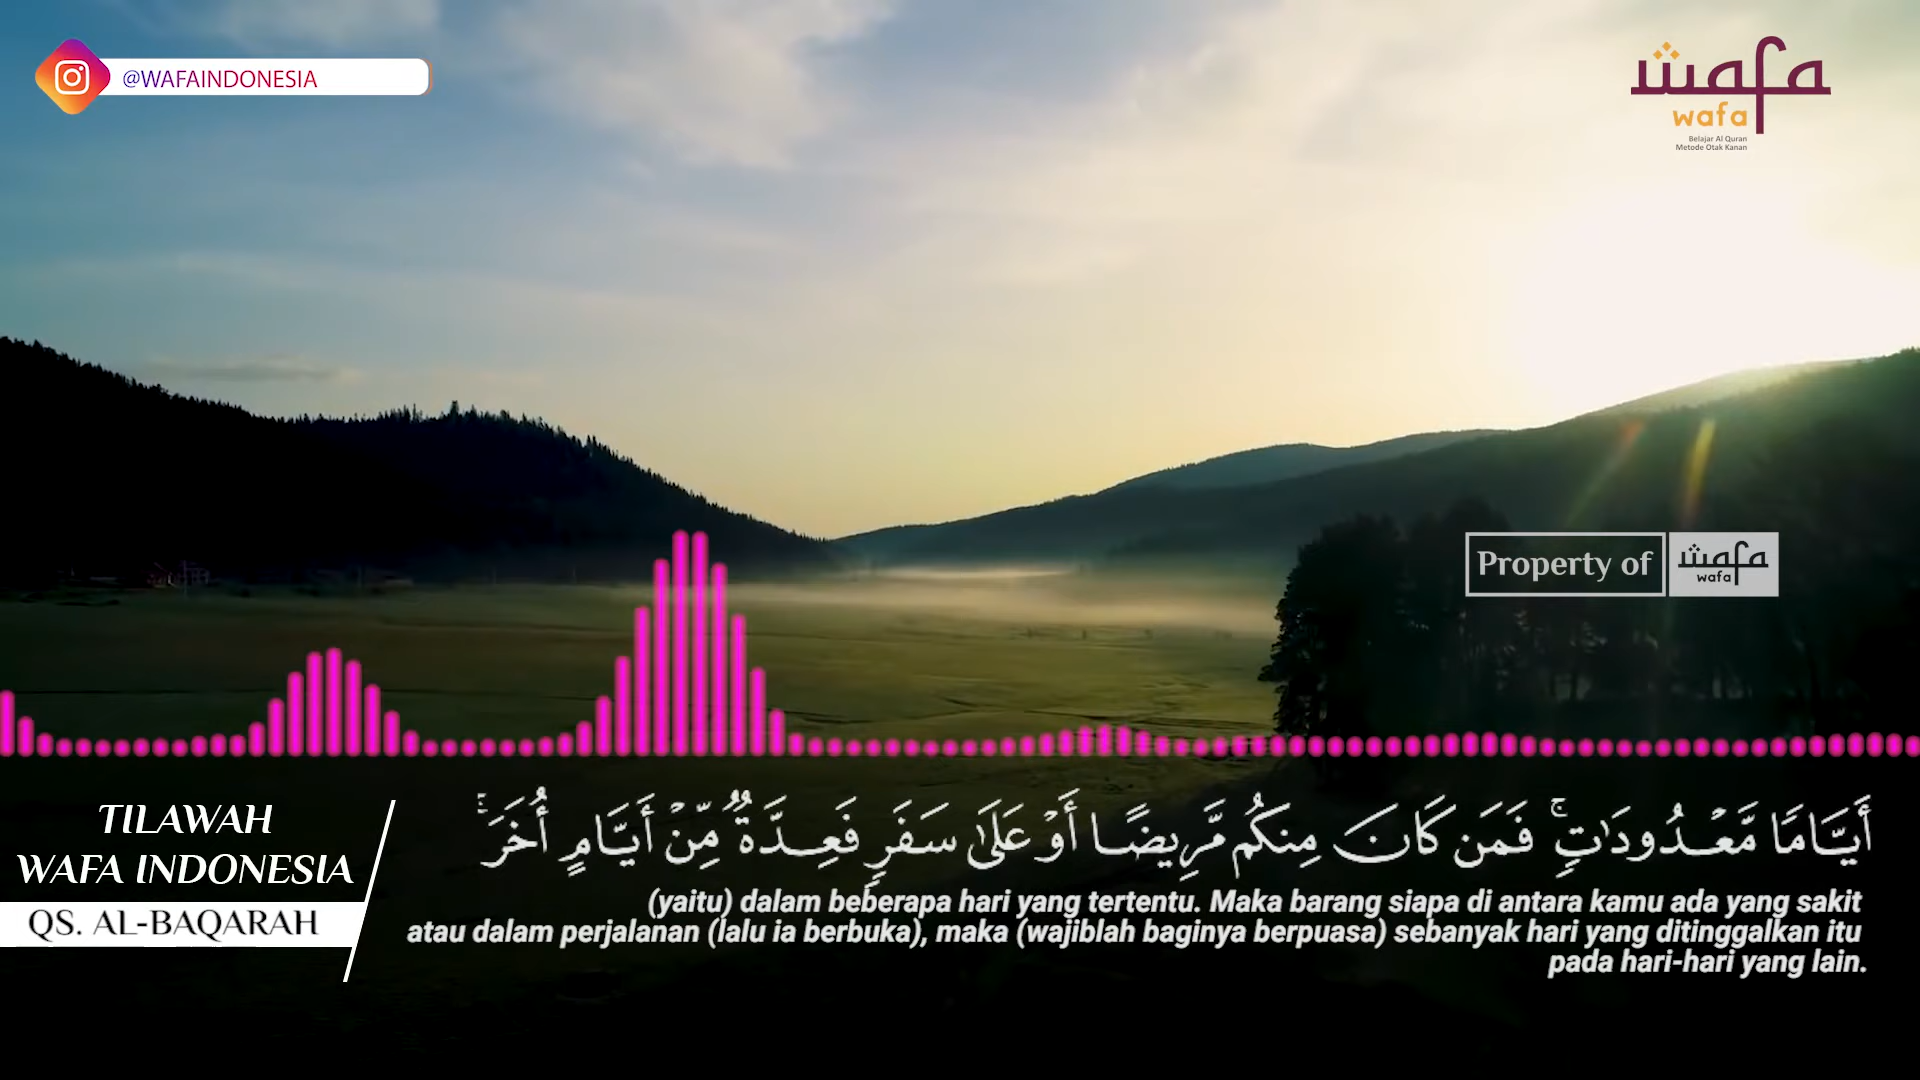 @WAFAINDONESIA
wafa
wafa
Belajar Al Quran
Metode Otak Kanan
Property of
wafa
wafa
TILAWAH
WAFA INDONESIA
QS. AL-BAQARAH
أَيَّامًا مَّعْدُودَٰتٍۚ فَمَن كَانَ مِنكُم مَّرِيضًا أَوْ عَلَىٰ سَفَرٍ فَعِدَّةٌ مِّنْ أَيَّامٍ أُخَرَۚ
(yaitu) dalam beberapa hari yang tertentu. Maka barang siapa di antara kamu ada yang sakit
atau dalam perjalanan (lalu ia berbuka), maka (wajiblah baginya berpuasa) sebanyak hari yang ditinggalkan itu
pada hari-hari yang lain.